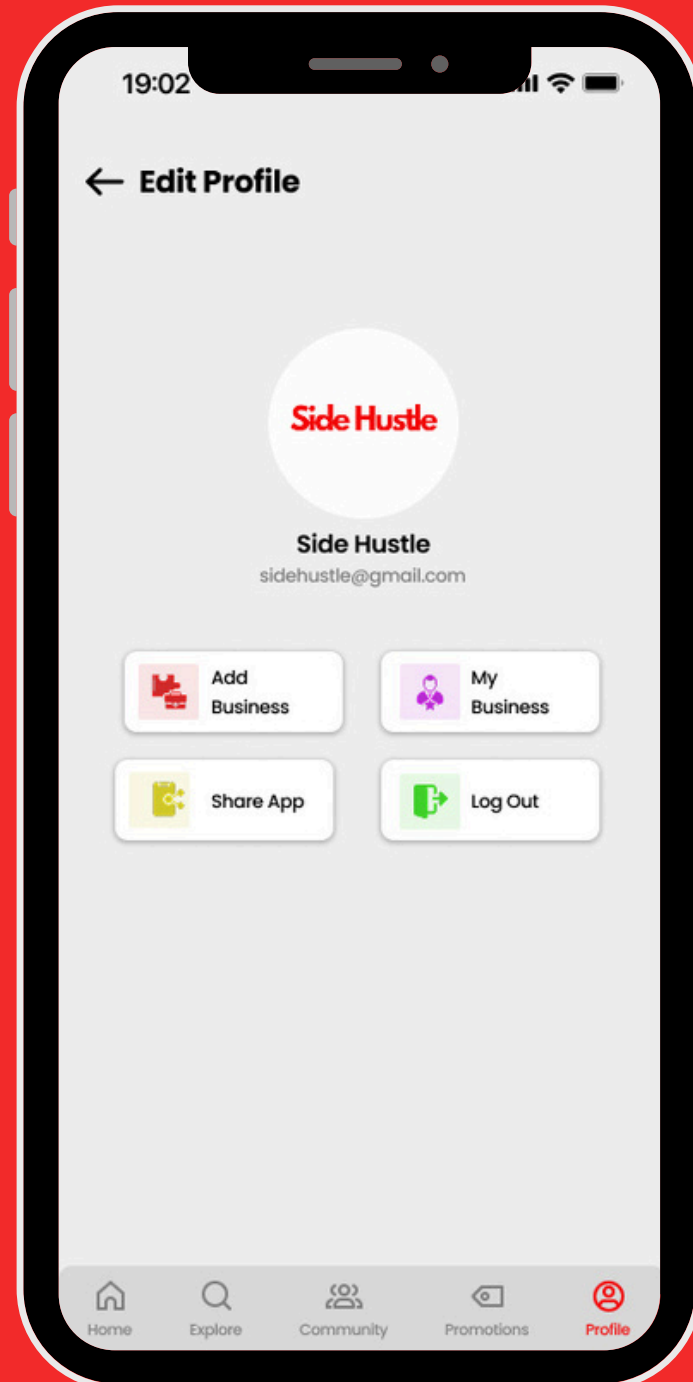 19:02
Edit Profile
Side Hustle
Side Hustle
sidehustle@gmail.com
Add
Business
My
Business
Share App
Log Out
Home
Explore
Community
Promotions
Profile